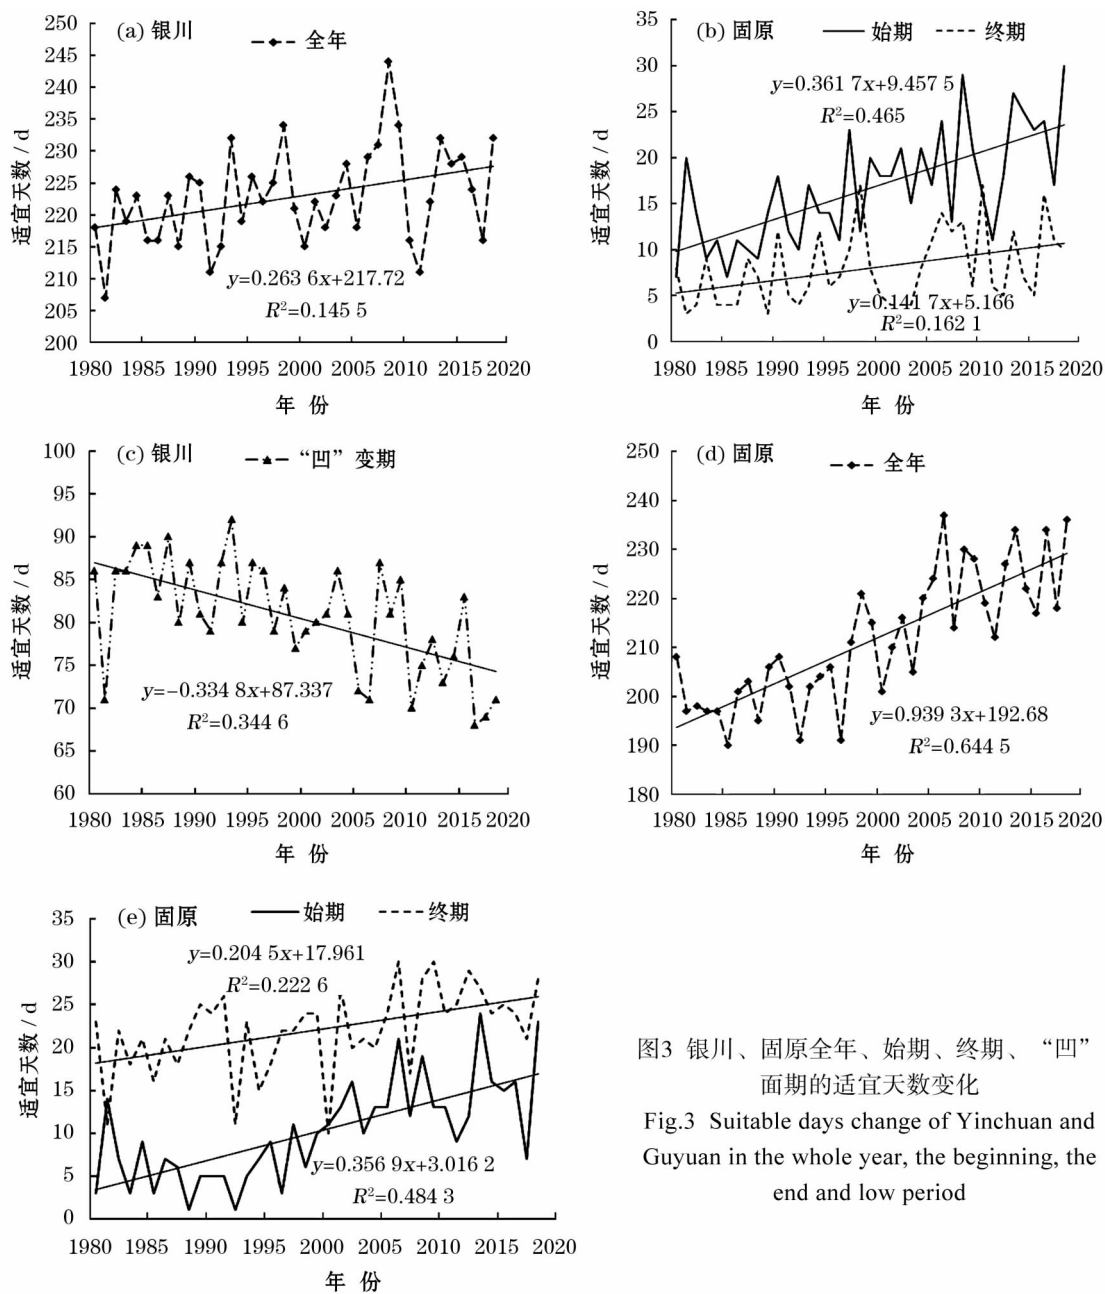 (a) 银川
全年
适宜天数 / d
250
245
240
235
230
225
220
215
210
205
200
y=0.263 6x+217.72
R²=0.145 5
1980 1985 1990 1995 2000 2005 2010 2015 2020
年 份
(b) 固原
始期 终期
适宜天数 / d
35
30
25
20
15
10
5
0
y=0.361 7x+9.457 5
R²=0.465
y=0.141 7x+5.166
R²=0.162 1
1980 1985 1990 1995 2000 2005 2010 2015 2020
年 份
(c) 银川
“凹” 变期
适宜天数 / d
100
95
90
85
80
75
70
65
60
y=−0.334 8x+87.337
R²=0.344 6
1980 1985 1990 1995 2000 2005 2010 2015 2020
年 份
(d) 固原
全年
适宜天数 / d
250
240
230
220
210
200
190
180
y=0.939 3x+192.68
R²=0.644 5
1980 1985 1990 1995 2000 2005 2010 2015 2020
年 份
(e) 固原
始期 终期
适宜天数 / d
35
30
25
20
15
10
5
0
y=0.204 5x+17.961
R²=0.222 6
y=0.356 9x+3.016 2
R²=0.484 3
1980 1985 1990 1995 2000 2005 2010 2015 2020
年 份
图3 银川、固原全年、始期、终期、“凹”
面期的适宜天数变化
Fig.3 Suitable days change of Yinchuan and
Guyuan in the whole year, the beginning, the
end and low period